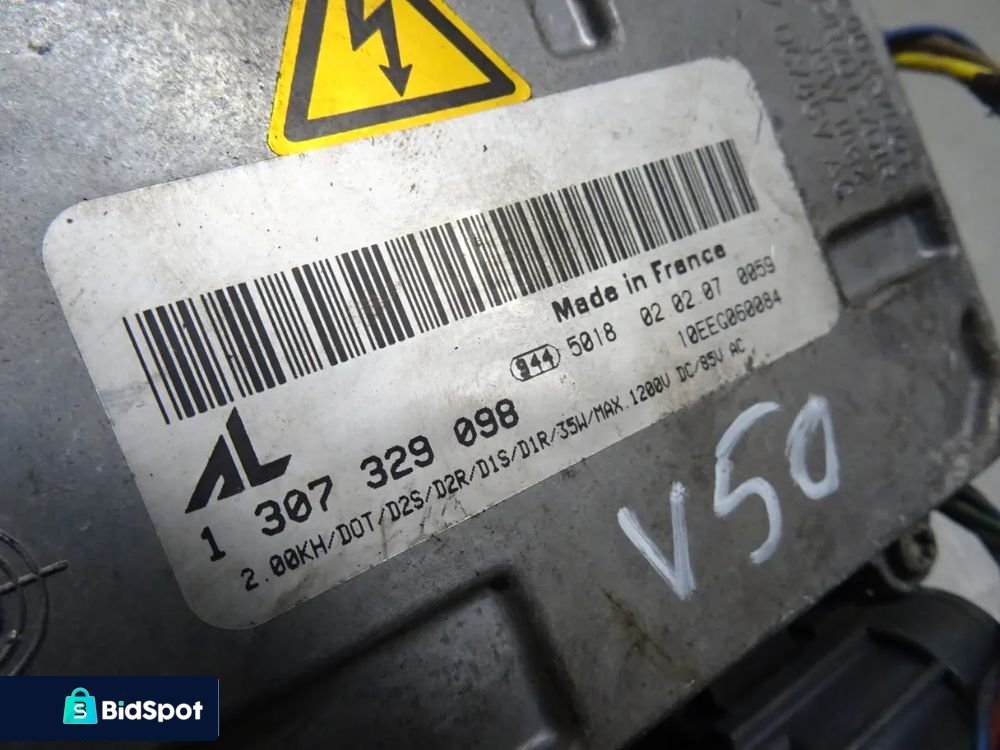 Made in France
944 5018 02 02 07 0059
10EEG060084
AL
1 307 329 098
2.00KH/DOT/D2S/D2R/D1S/D1R/35W/MAX.1200V DC/85V AC
V50
BidSpot